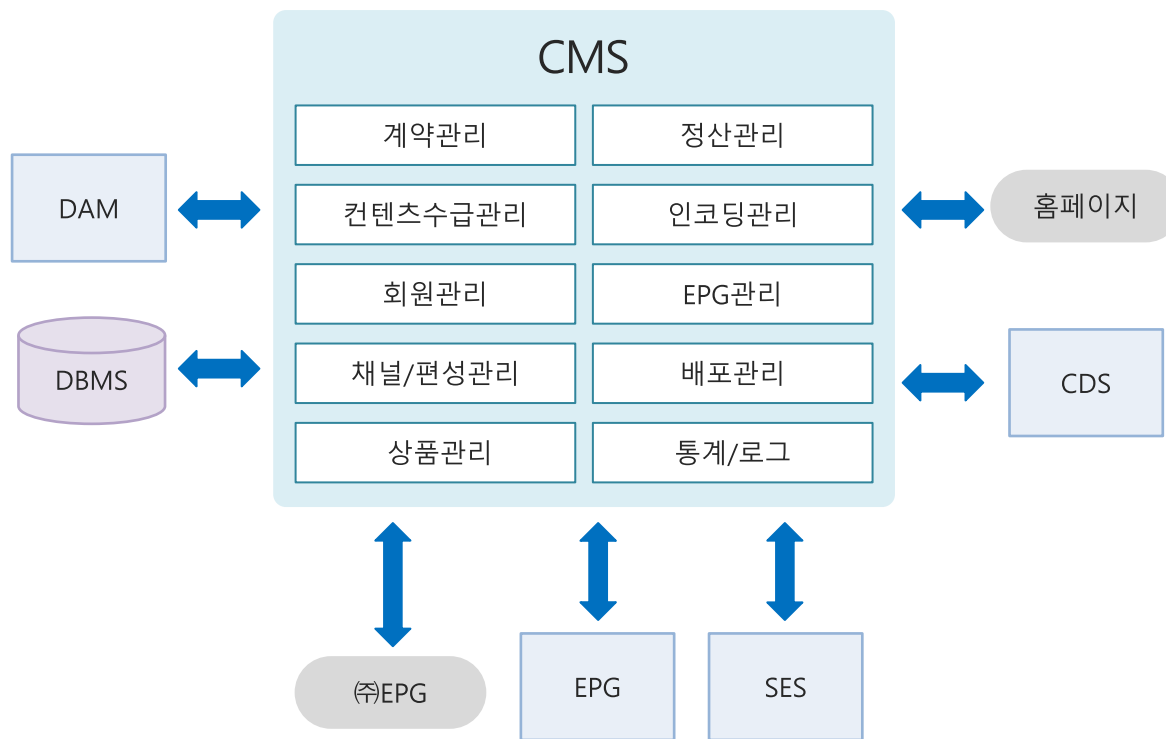 CMS
계약관리
정산관리
DAM
컨텐츠수급관리
인코딩관리
홈페이지
회원관리
EPG관리
DBMS
채널/편성관리
배포관리
CDS
상품관리
통계/로그
㈜EPG
EPG
SES